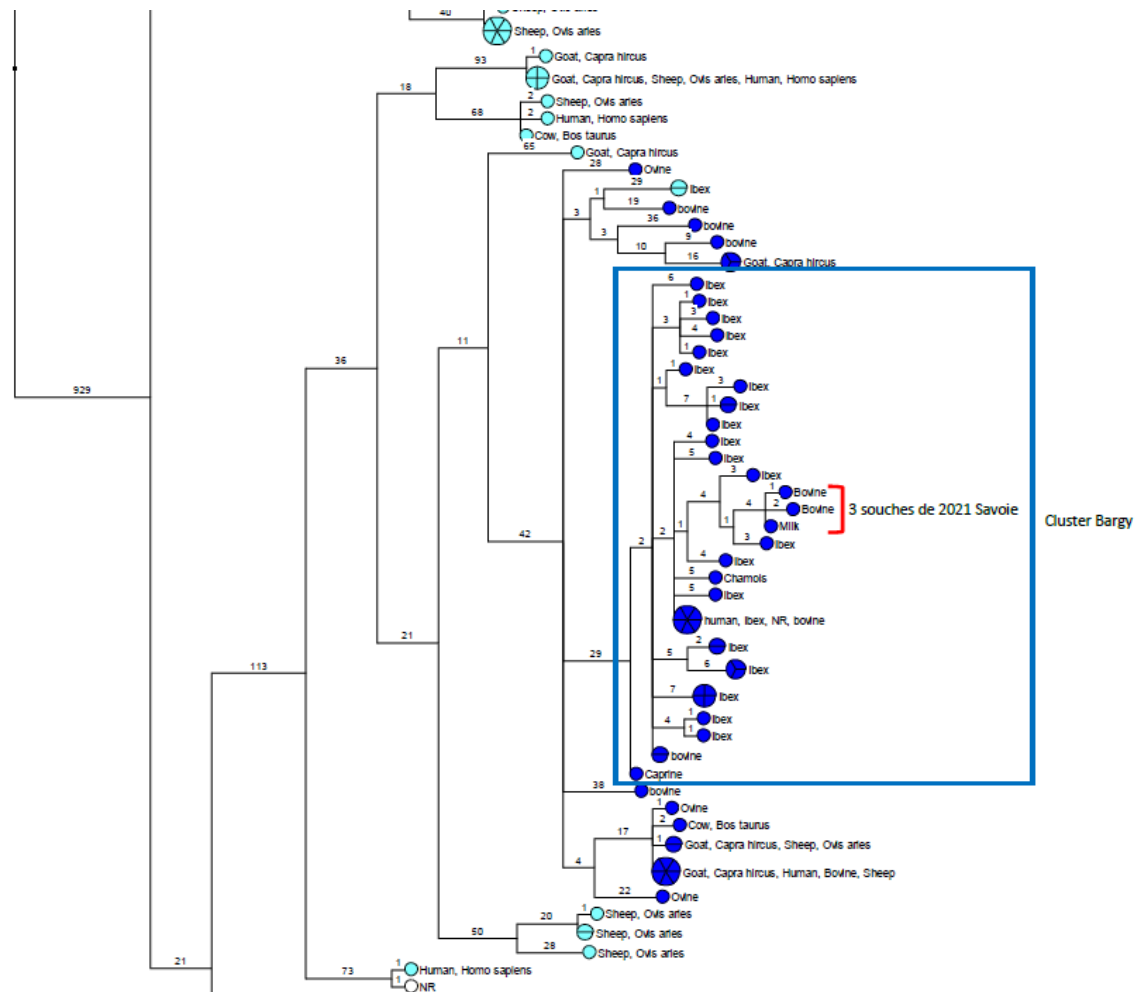 40
Sheep, Ovis aries
1 Goat, Capra hircus
93
Goat, Capra hircus, Sheep, Ovis aries, Human, Homo sapiens
18
2 Sheep, Ovis aries
68 2 Human, Homo sapiens
Cow, Bos taurus
65 Goat, Capra hircus
28 Ovine
29 Ibex
1
19 bovine
3
36 bovine
3
9 bovine
10
16 Goat, Capra hircus
6 Ibex
1 Ibex
3 Ibex
3
4 Ibex
11
1 Ibex
36
1 Ibex
1
3 Ibex
929
7 1 Ibex
Ibex
4 Ibex
5 Ibex
3 Ibex
4
1 Bovine
4 2 Bovine
3 souches de 2021 Savoie
Cluster Bargy
1
Milk
1
2
2
42
3 Ibex
4 Ibex
5 Chamois
5 Ibex
human, Ibex, NR, bovine
21
2 Ibex
5
29
6 Ibex
113
7 Ibex
1 Ibex
4
1 Ibex
bovine
Caprine
38 bovine
1 Ovine
17 2 Cow, Bos taurus
1 Goat, Capra hircus, Sheep, Ovis aries
4
Goat, Capra hircus, Human, Bovine, Sheep
22 Ovine
1 Sheep, Ovis aries
20
Sheep, Ovis aries
50
28 Sheep, Ovis aries
21
1 Human, Homo sapiens
73
1 NR